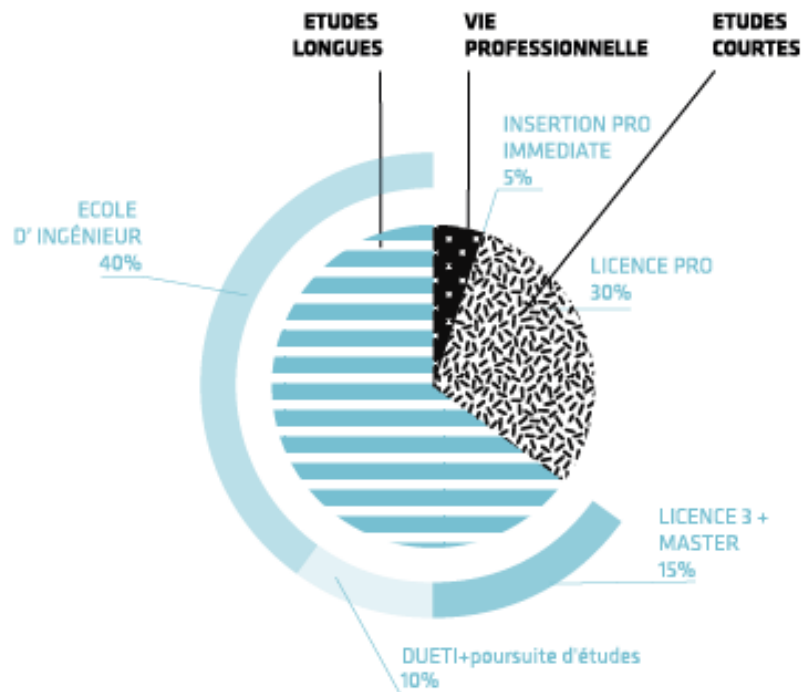 ETUDES
LONGUES
VIE
PROFESSIONNELLE
ETUDES
COURTES
INSERTION PRO
IMMEDIATE
5%
ECOLE
D' INGÉNIEUR
40%
LICENCE PRO
30%
LICENCE 3 +
MASTER
15%
DUETI+poursuite d'études
10%